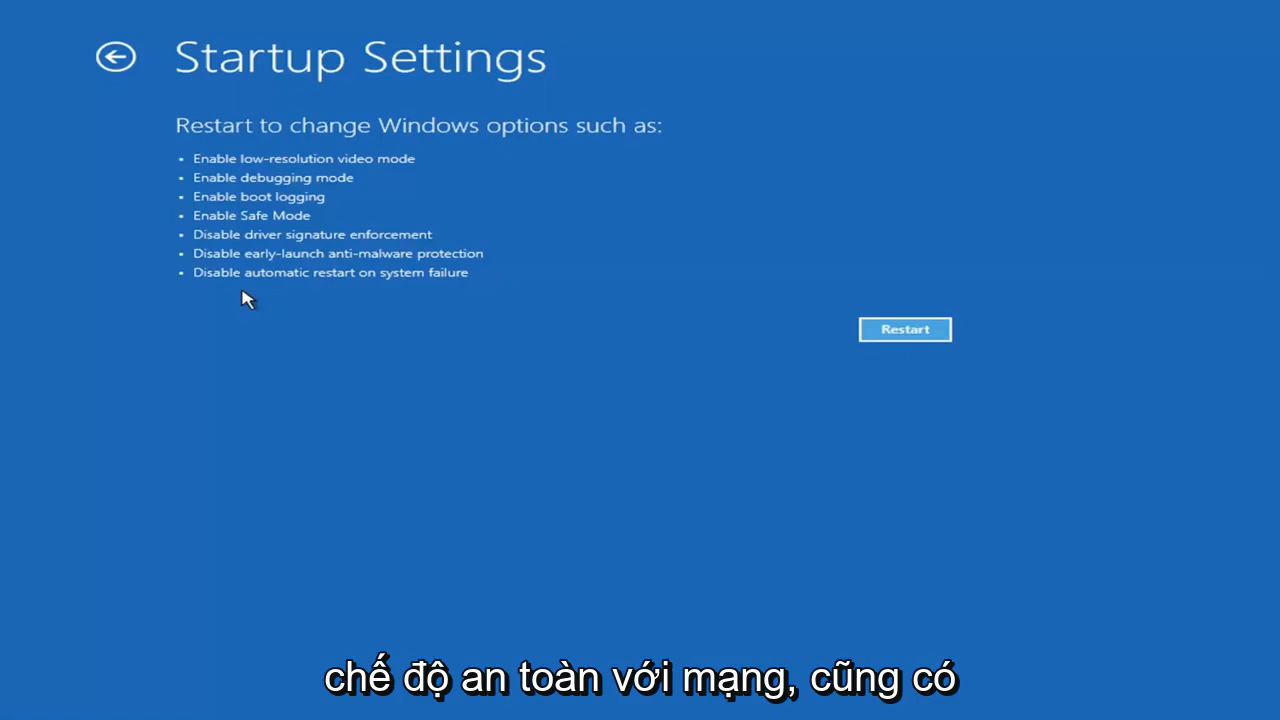 Startup Settings
Restart to change Windows options such as:
• Enable low-resolution video mode
• Enable debugging mode
• Enable boot logging
• Enable Safe Mode
• Disable driver signature enforcement
• Disable early-launch anti-malware protection
• Disable automatic restart on system failure
Restart
chế độ an toàn với mạng, cũng có